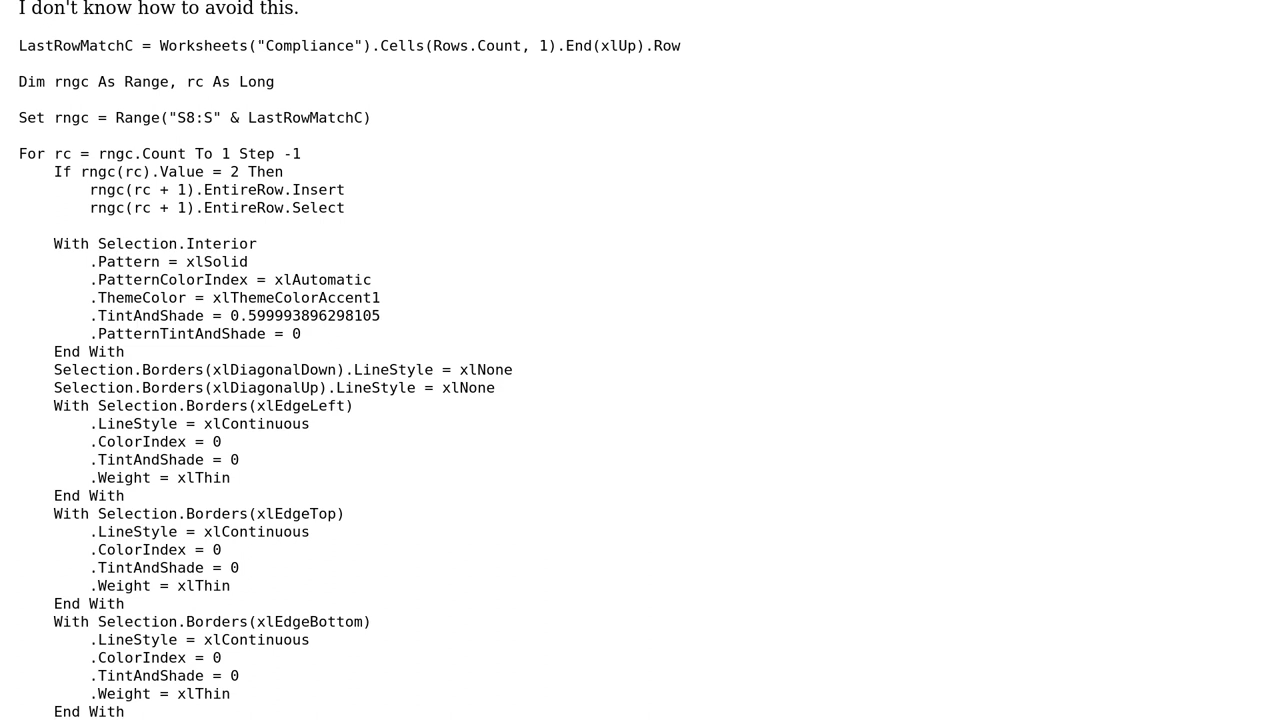 I don't know how to avoid this.
LastRowMatchC = Worksheets("Compliance").Cells(Rows.Count, 1).End(xlUp).Row
Dim rngc As Range, rc As Long
Set rngc = Range("S8:S" & LastRowMatchC)
For rc = rngc.Count To 1 Step -1
    If rngc(rc).Value = 2 Then
        rngc(rc + 1).EntireRow.Insert
        rngc(rc + 1).EntireRow.Select
    With Selection.Interior
        .Pattern = xlSolid
        .PatternColorIndex = xlAutomatic
        .ThemeColor = xlThemeColorAccent1
        .TintAndShade = 0.599993896298105
        .PatternTintAndShade = 0
    End With
    Selection.Borders(xlDiagonalDown).LineStyle = xlNone
    Selection.Borders(xlDiagonalUp).LineStyle = xlNone
    With Selection.Borders(xlEdgeLeft)
        .LineStyle = xlContinuous
        .ColorIndex = 0
        .TintAndShade = 0
        .Weight = xlThin
    End With
    With Selection.Borders(xlEdgeTop)
        .LineStyle = xlContinuous
        .ColorIndex = 0
        .TintAndShade = 0
        .Weight = xlThin
    End With
    With Selection.Borders(xlEdgeBottom)
        .LineStyle = xlContinuous
        .ColorIndex = 0
        .TintAndShade = 0
        .Weight = xlThin
    End With